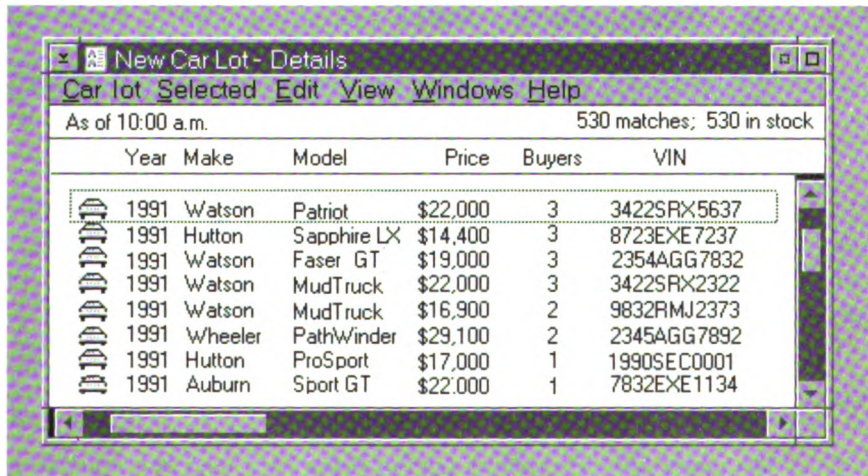 New Car Lot - Details
Car lot Selected Edit View Windows Help
As of 10:00 a.m. 530 matches; 530 in stock
Year Make Model Price Buyers VIN
1991 Watson Patriot $22,000 3 3422SRX5637
1991 Hutton Sapphire LX $14,400 3 8723EXE7237
1991 Watson Faser GT $19,000 3 2354AGG7832
1991 Watson MudTruck $22,000 3 3422SRX2322
1991 Watson MudTruck $16,900 2 9832RMJ2373
1991 Wheeler PathWinder $29,100 2 2345AGG7892
1991 Hutton ProSport $17,000 1 1990SEC0001
1991 Auburn Sport GT $22.000 1 7832EXE1134